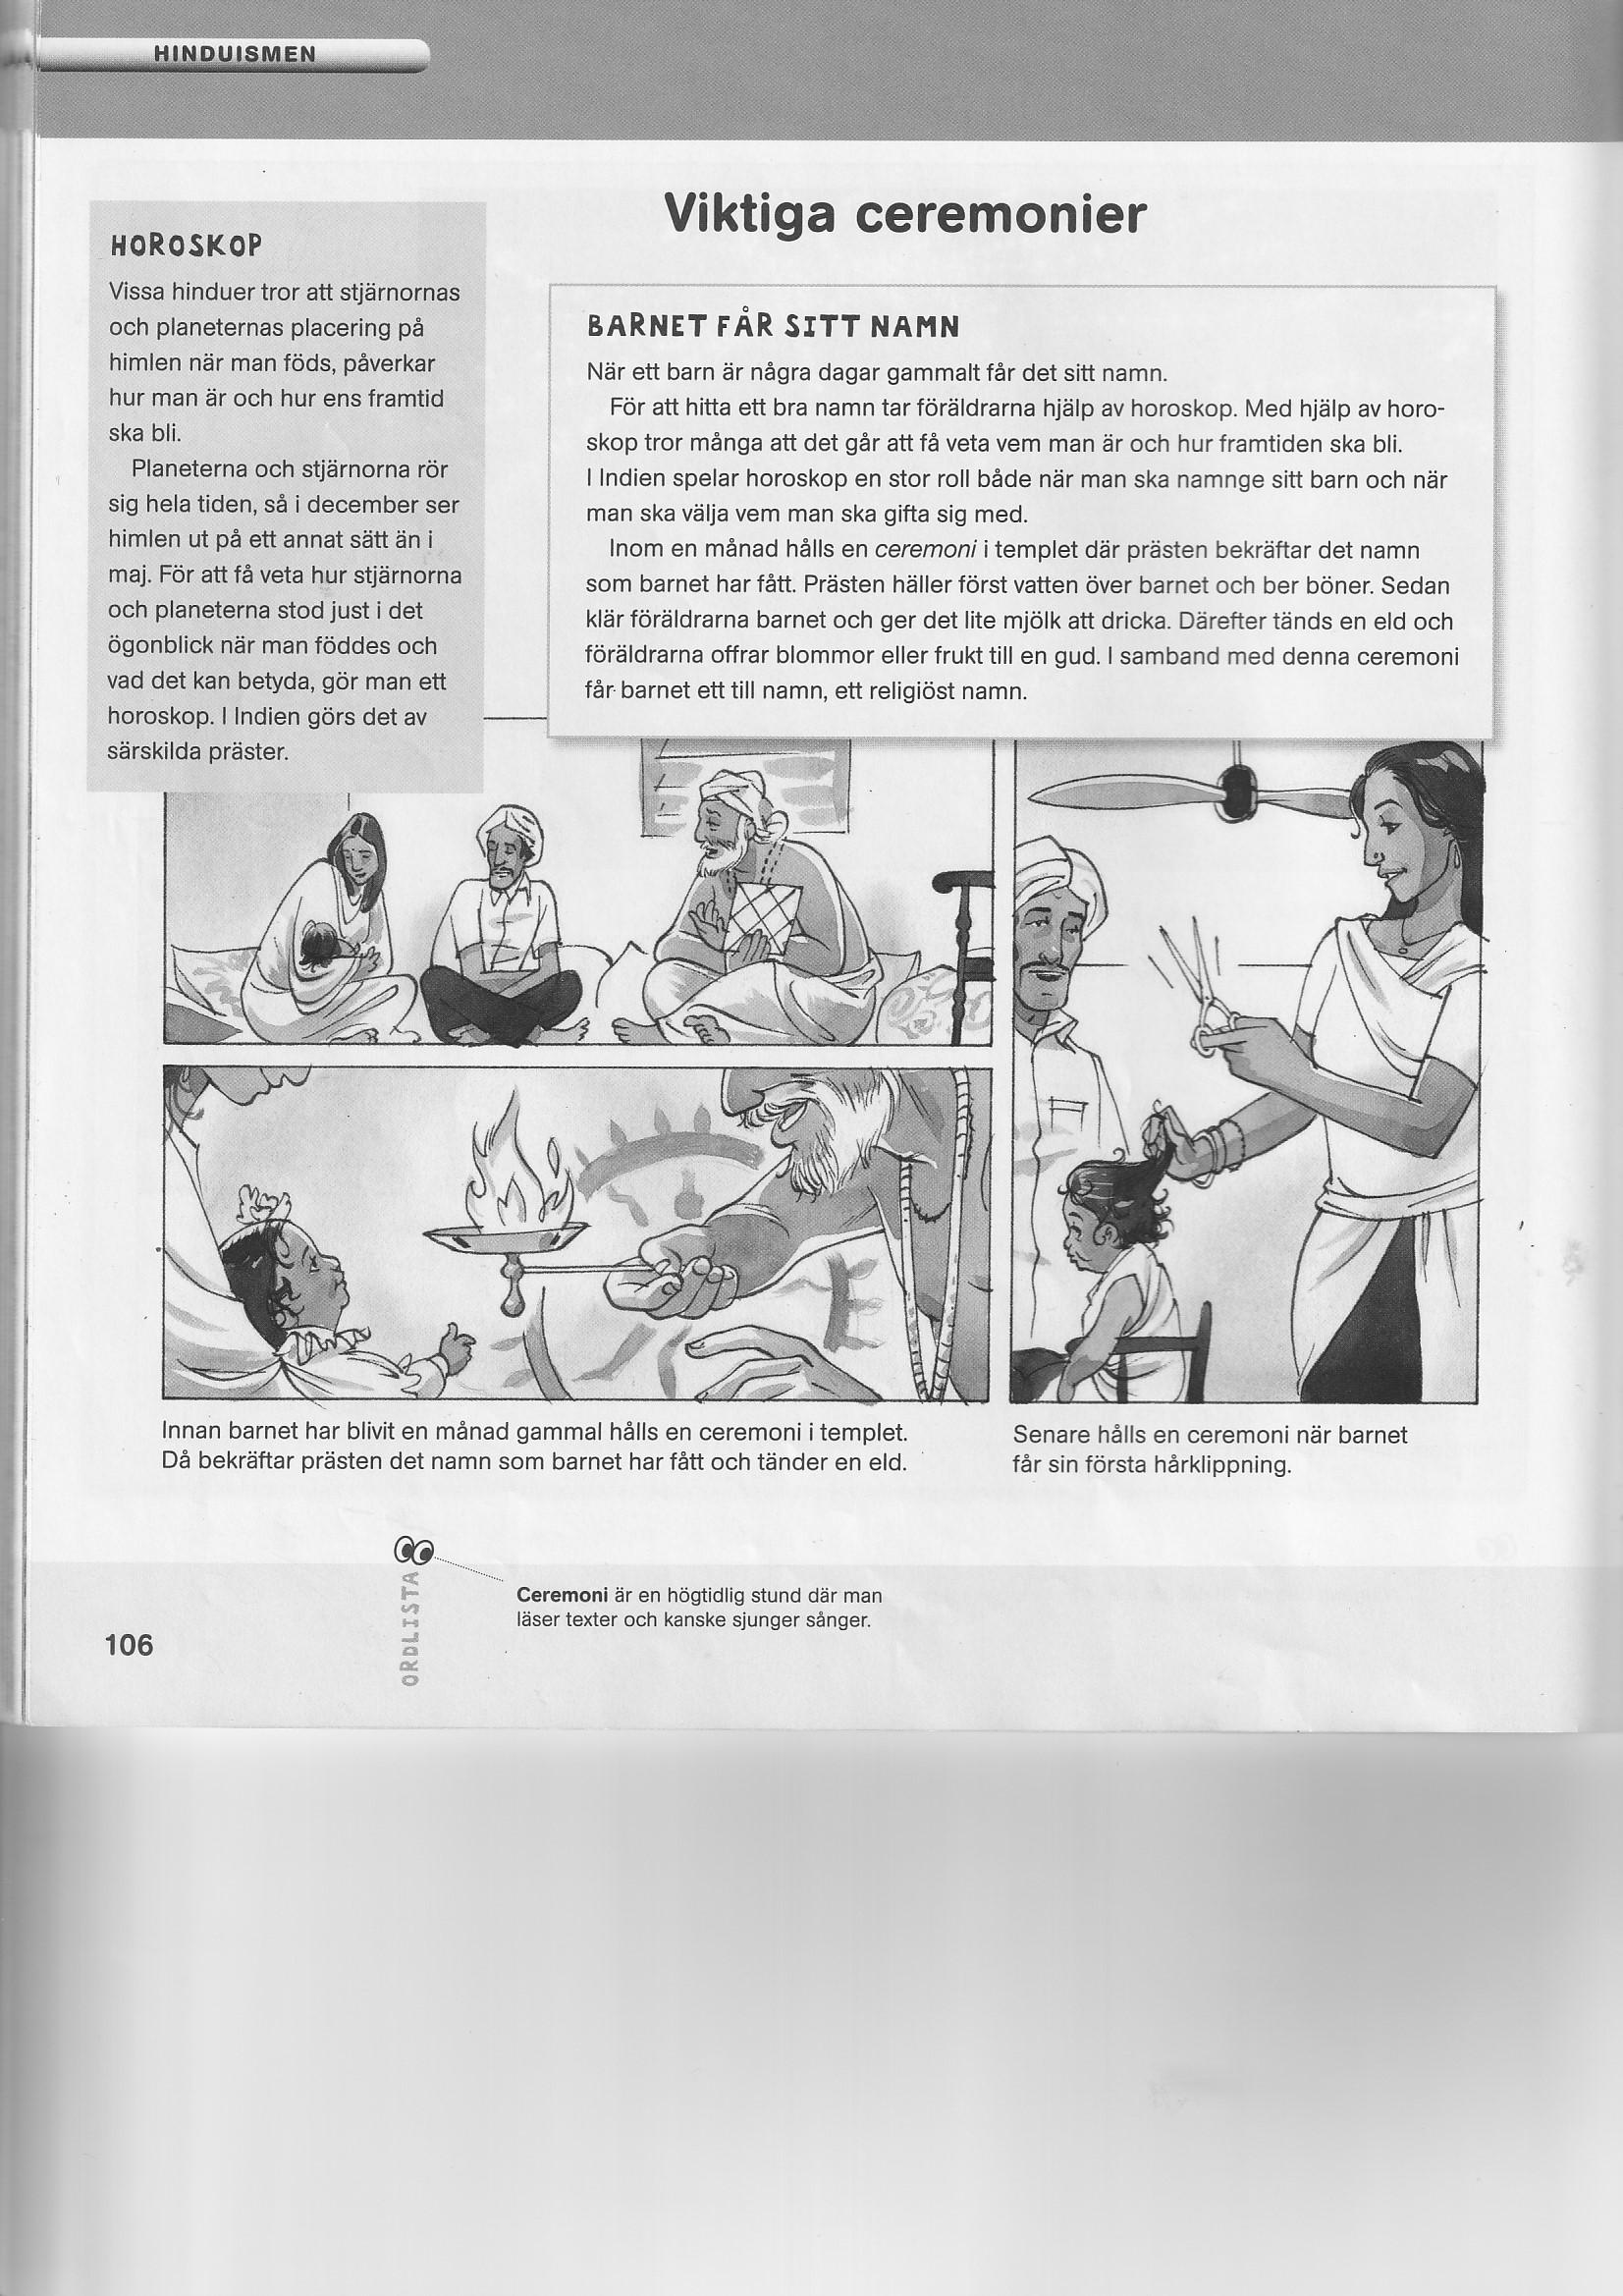 HINDUISMEN
Viktiga ceremonier
HOROSKOP
Vissa hinduer tror att stjärnornas
och planeternas placering på
himlen när man föds, påverkar
hur man är och hur ens framtid
ska bli.
Planeterna och stjärnorna rör
sig hela tiden, så i december ser
himlen ut på ett annat sätt än i
maj. För att få veta hur stjärnorna
och planeterna stod just i det
ögonblick när man föddes och
vad det kan betyda, gör man ett
horoskop. I Indien görs det av
särskilda präster.
BARNET FÅR SITT NAMN
När ett barn är några dagar gammalt får det sitt namn.
För att hitta ett bra namn tar föräldrarna hjälp av horoskop. Med hjälp av horo-
skop tror många att det går att få veta vem man är och hur framtiden ska bli.
I Indien spelar horoskop en stor roll både när man ska namnge sitt barn och när
man ska välja vem man ska gifta sig med.
Inom en månad hålls en ceremoni i templet där prästen bekräftar det namn
som barnet har fått. Prästen häller först vatten över barnet och ber böner. Sedan
klär föräldrarna barnet och ger det lite mjölk att dricka. Därefter tänds en eld och
föräldrarna offrar blommor eller frukt till en gud. I samband med denna ceremoni
får barnet ett till namn, ett religiöst namn.
Innan barnet har blivit en månad gammal hålls en ceremoni i templet.
Då bekräftar prästen det namn som barnet har fått och tänder en eld.
Senare hålls en ceremoni när barnet
får sin första hårklippning.
ORDLISTA
Ceremoni är en högtidlig stund där man
läser texter och kanske sjunger sånger.
106